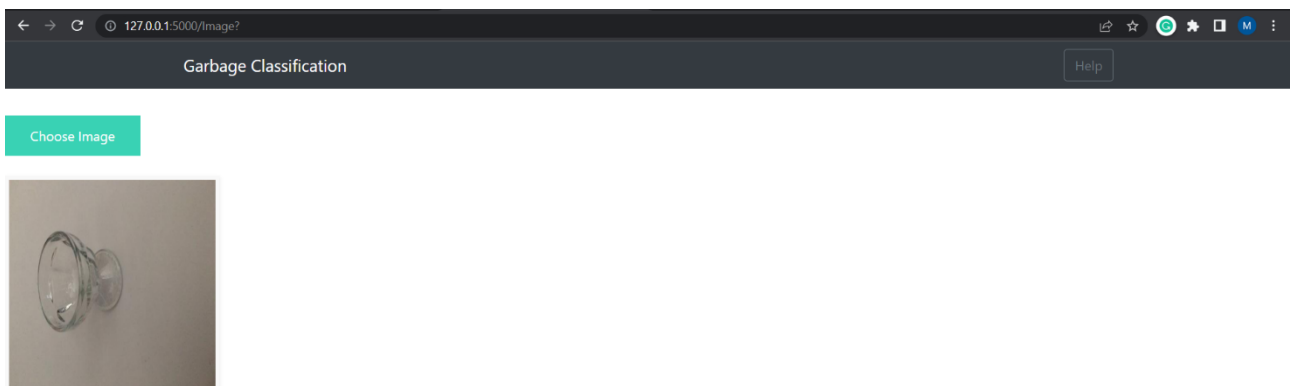 127.0.0.1:5000/Image?
M
Garbage Classification
Help
Choose Image